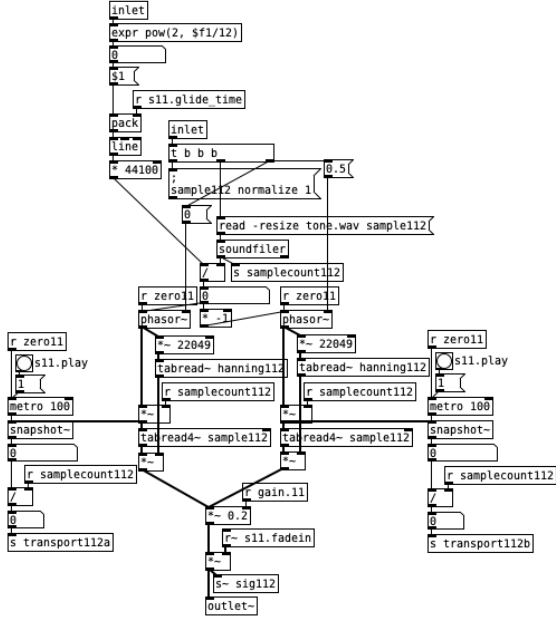 inlet
expr pow(2, $f1/12)
0
$1
r s11.glide_time
pack
inlet
line
t b b b
* 44100
;
sample112 normalize 1
0.5
0
read -resize tone.wav sample112
soundfiler
/
s samplecount112
r zero11
0
r zero11
phasor~
* -1
phasor~
*~ 22049
*~ 22049
r zero11
r zero11
tabread~ hanning112
tabread~ hanning112
s11.play
s11.play
1
1
r samplecount112
r samplecount112
metro 100
metro 100
*~
*~
snapshot~
snapshot~
tabread4~ sample112
tabread4~ sample112
0
0
*~
*~
r samplecount112
r samplecount112
/
/
r gain.11
0
*~ 0.2
0
s transport112a
r~ s11.fadein
s transport112b
*~
s~ sig112
outlet~